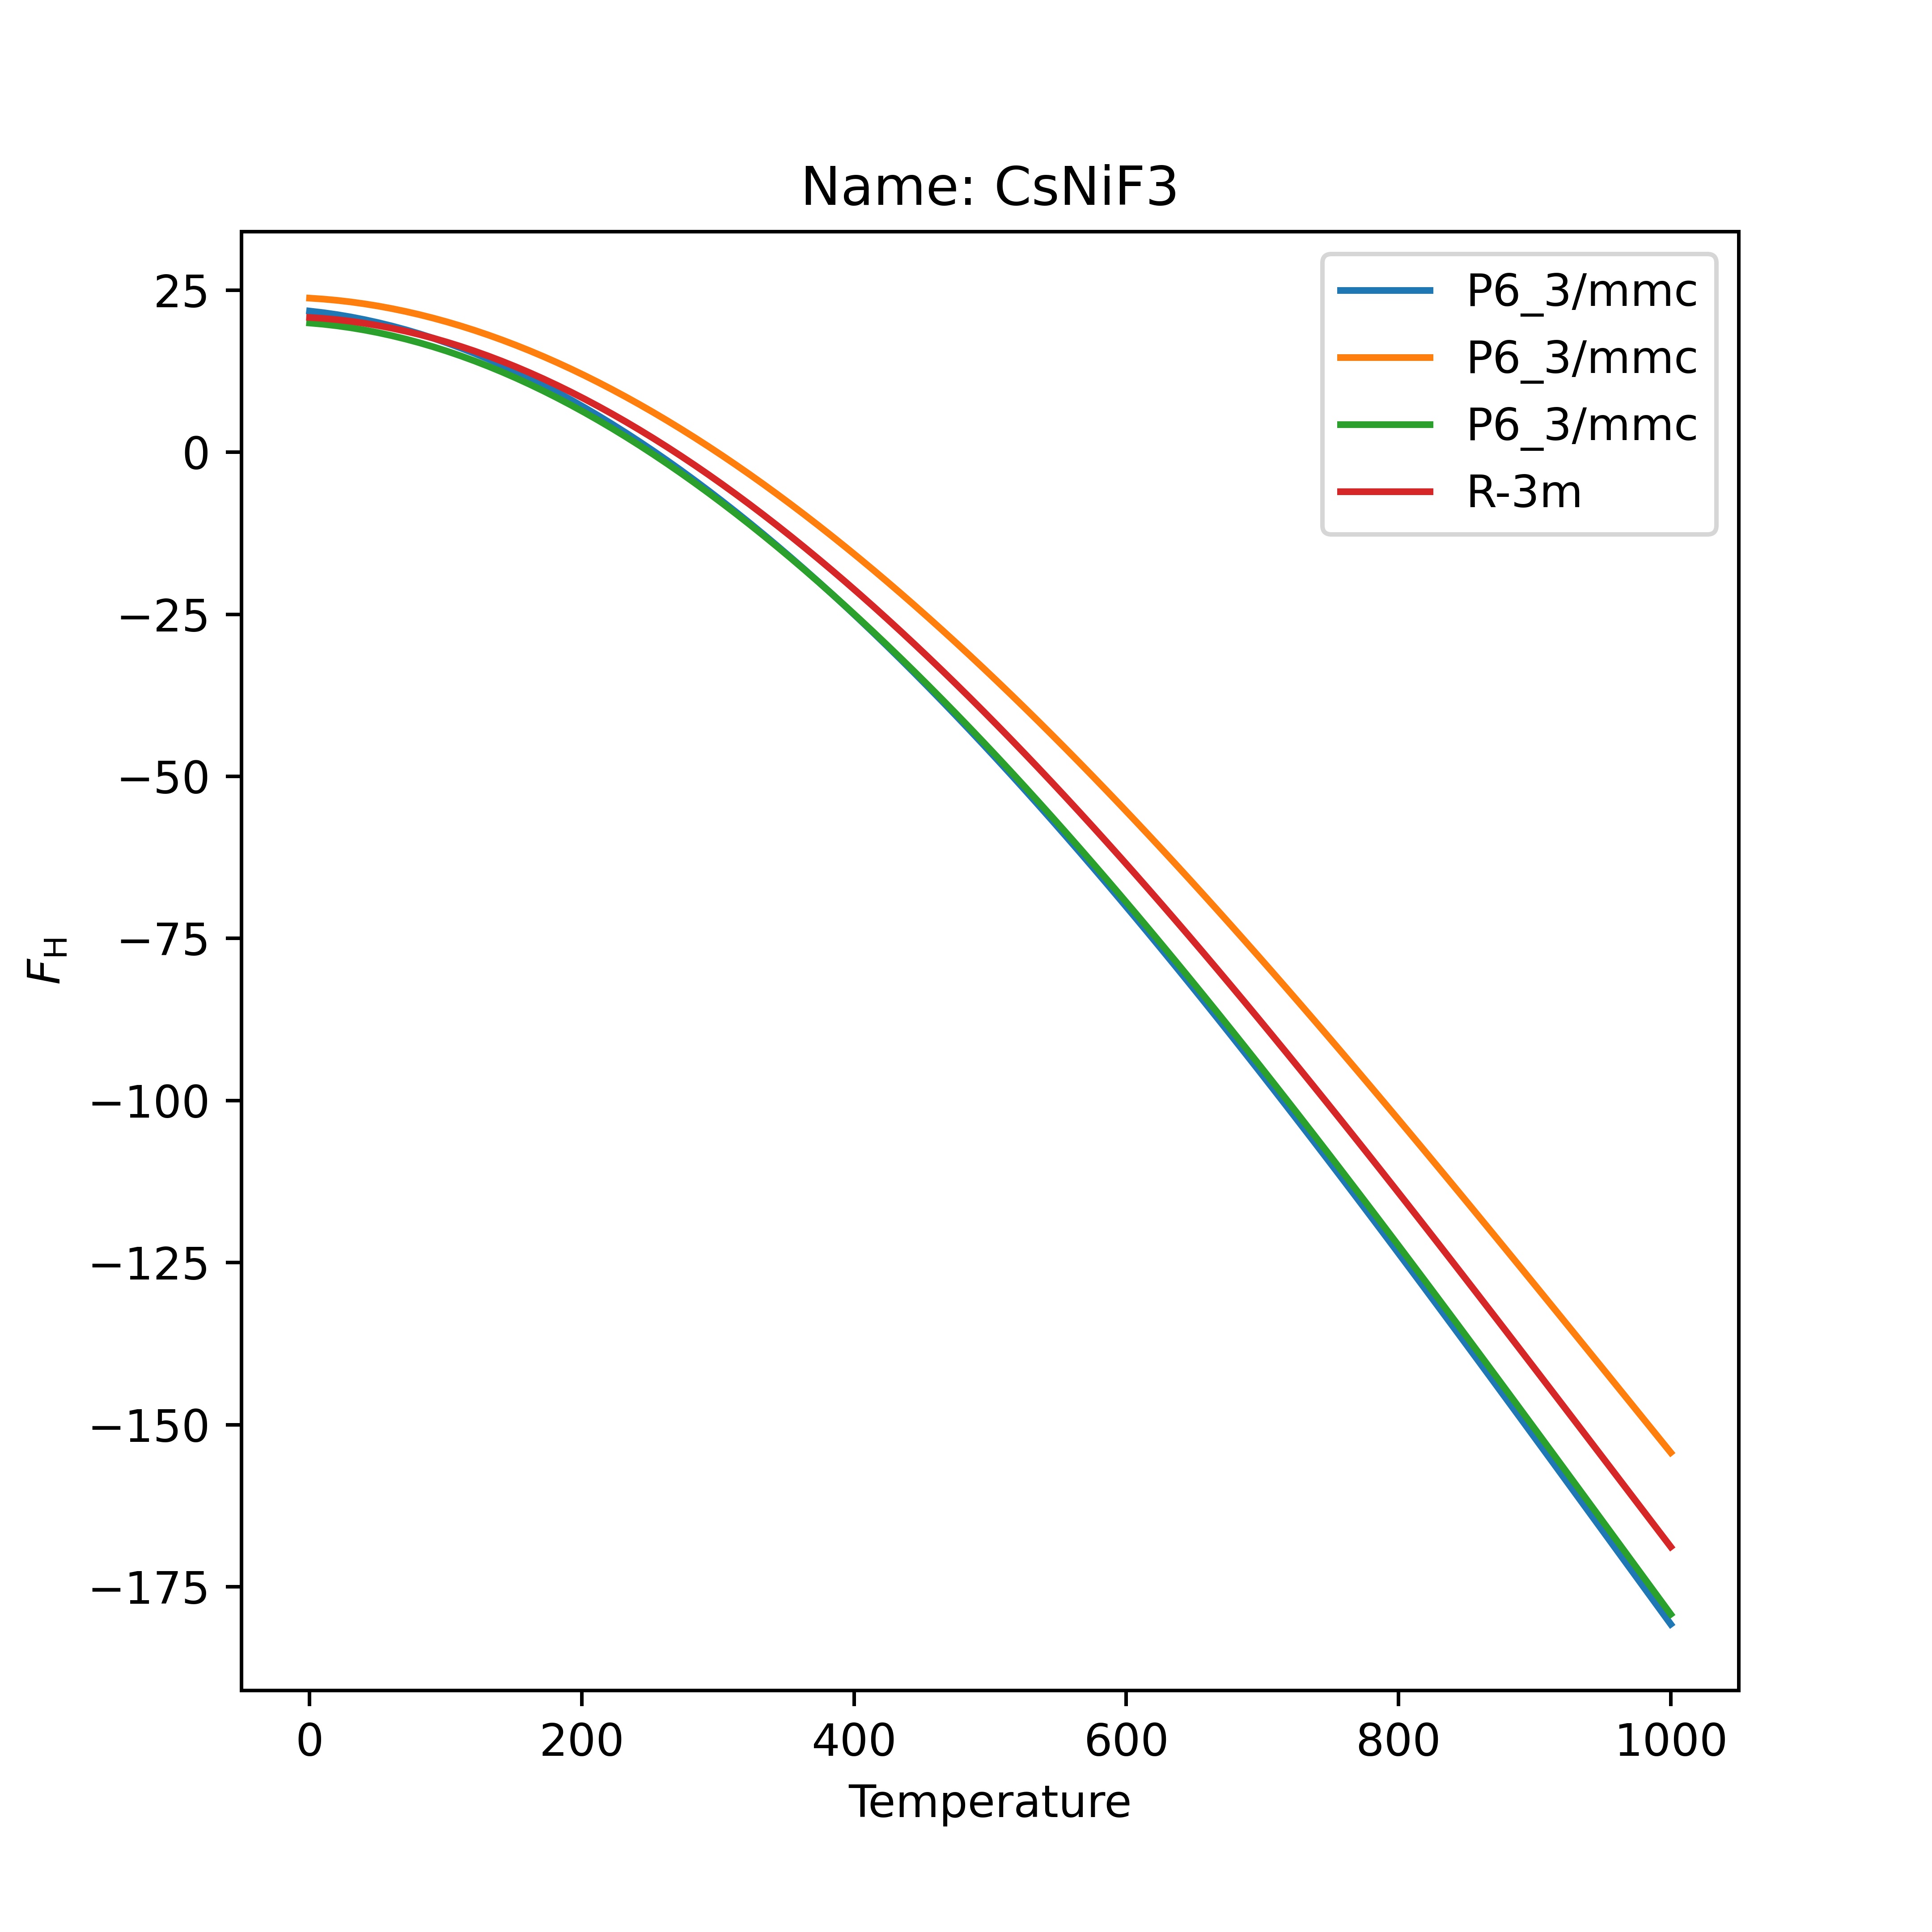 Name: CsNiF3
25
0
−25
−50
−75
−100
−125
−150
−175
F_H
P6_3/mmc
P6_3/mmc
P6_3/mmc
R-3m
0 200 400 600 800 1000
Temperature